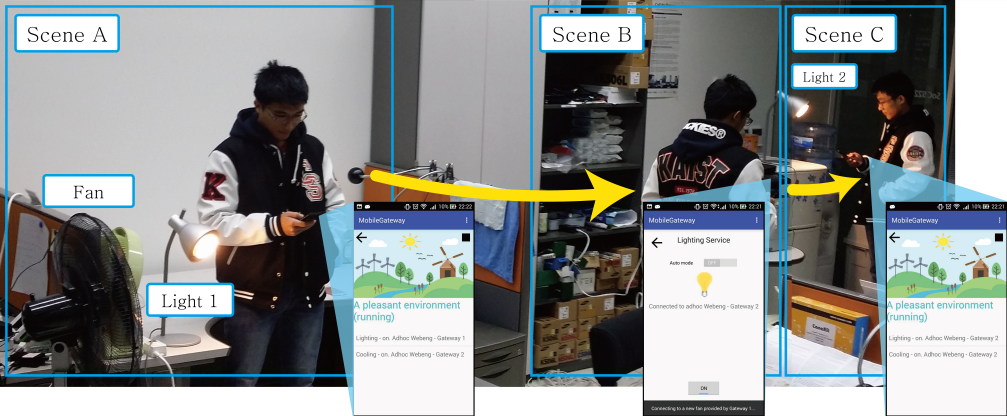 Scene A
Fan
Light 1
K
S
22:22
10%
MobileGateway
A pleasant environment
(running)
Lighting - on. Adhoc Webeng - Gateway 1
Cooling - on. Adhoc Webeng - Gateway 2
Scene B
06L
KAIST
10% 22:21
MobileGateway
Lighting Service
Auto mode
OFF
Connected to adhoc Webeng - Gateway 2
ON
Connecting to a new fan provided by Gateway 1...
Scene C
Light 2
10% 22:21
MobileGateway
A pleasant environment
(running)
Lighting - on. Adhoc Webeng - Gateway 2
Cooling - on. Adhoc Webeng - Gateway 2